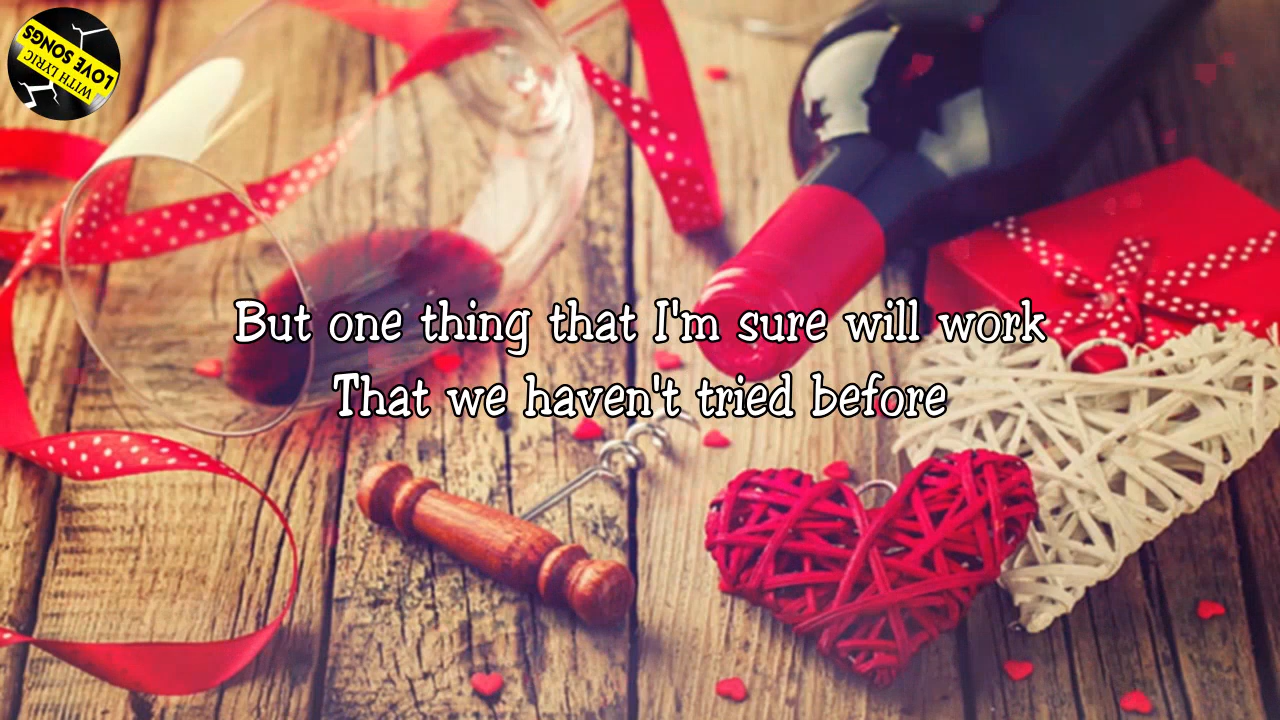 WITH LYRIC
LOVE SONGS
But one thing that I'm sure will work
That we haven't tried before